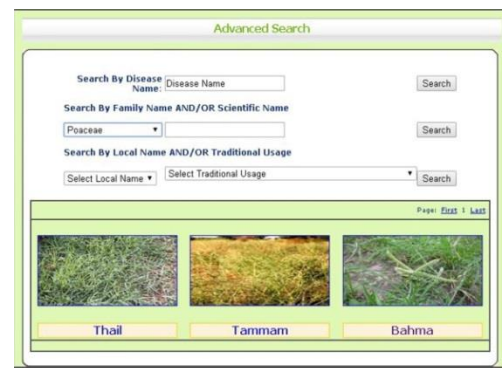 Advanced Search
Search By Disease Name: Disease Name Search
Search By Family Name AND/OR Scientific Name
Poaceae Search
Search By Local Name AND/OR Traditional Usage
Select Local Name Select Traditional Usage Search
Page: First 1 Last
Thail Tammam Bahma